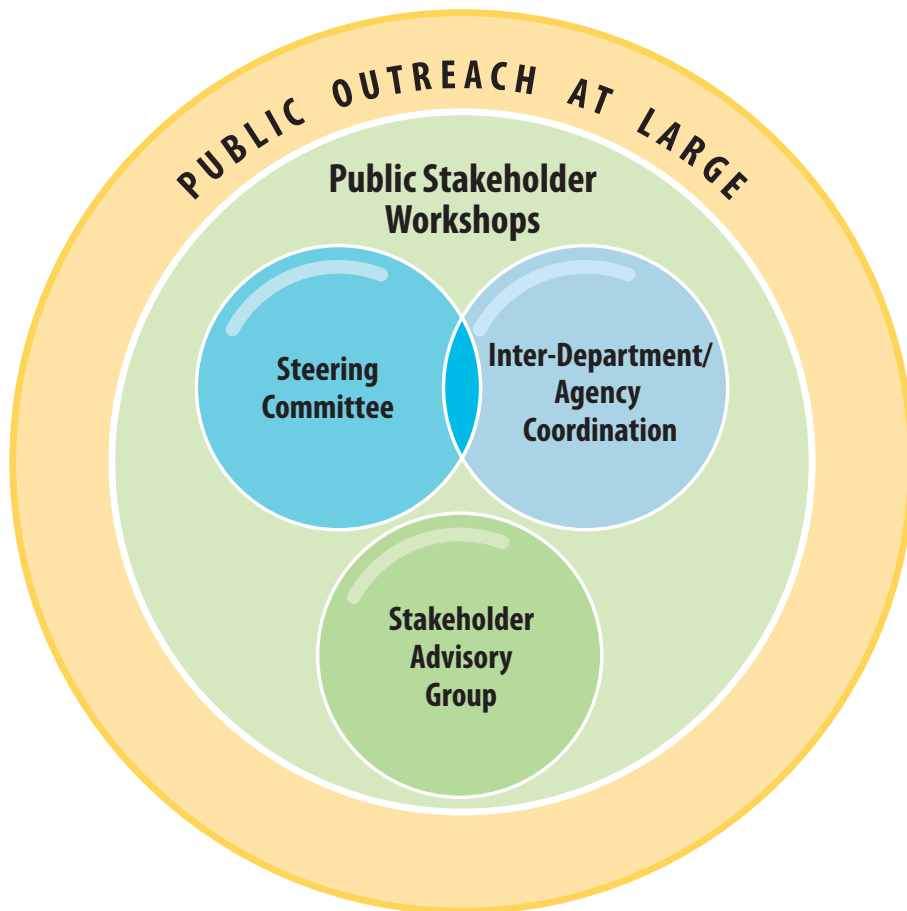 PUBLIC OUTREACH AT LARGE
Public Stakeholder
Workshops
Steering
Committee
Inter-Department/
Agency
Coordination
Stakeholder
Advisory
Group